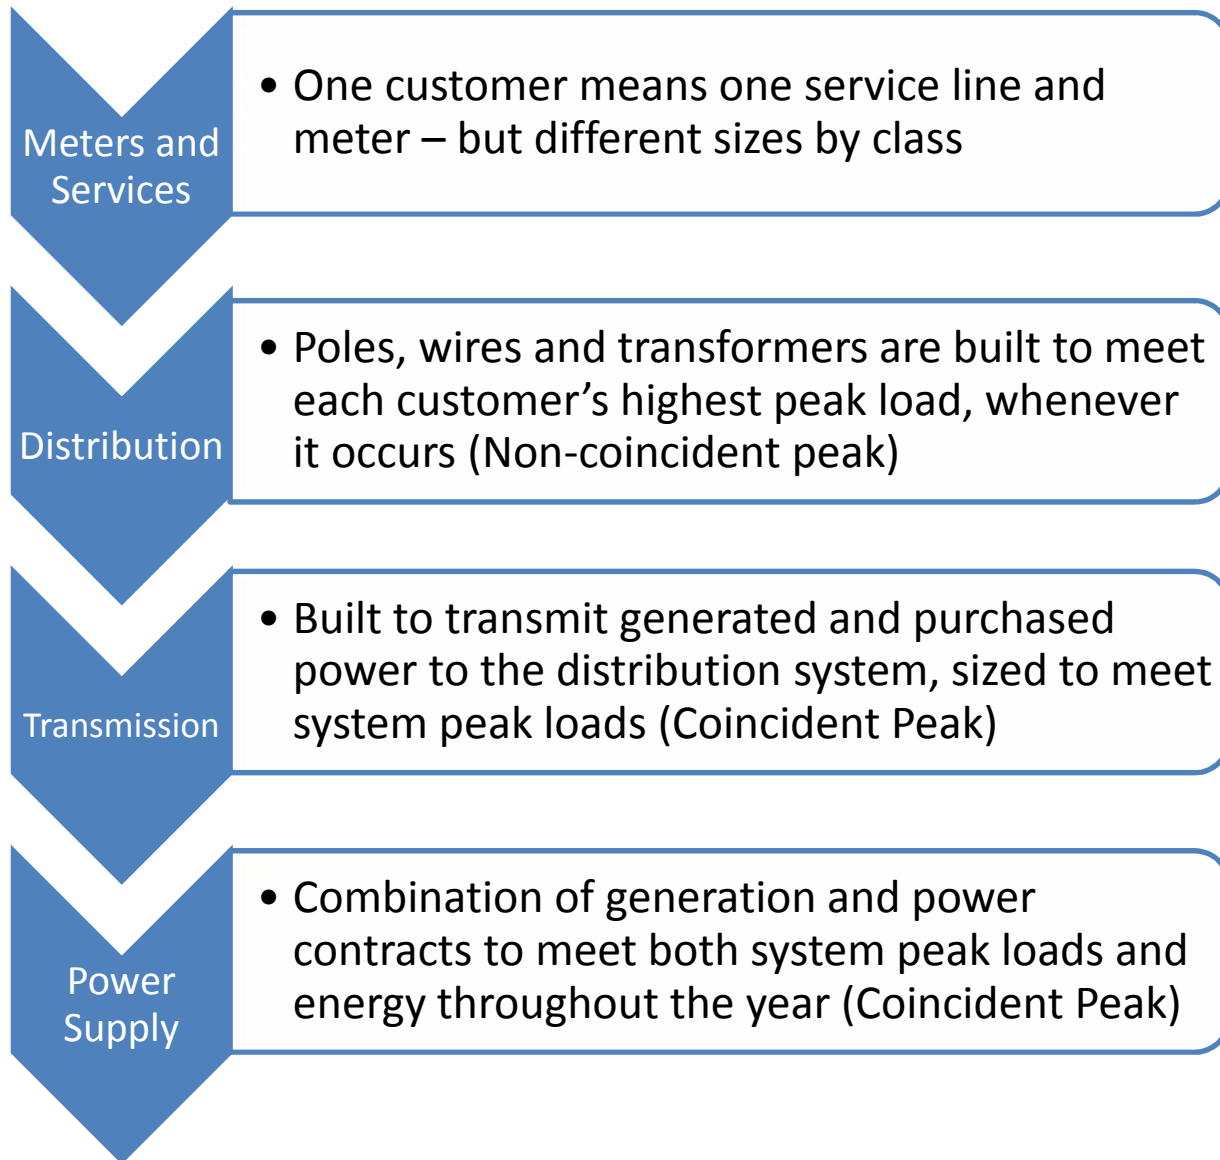 Meters and
Services
• One customer means one service line and
meter – but different sizes by class
Distribution
• Poles, wires and transformers are built to meet
each customer’s highest peak load, whenever
it occurs (Non-coincident peak)
Transmission
• Built to transmit generated and purchased
power to the distribution system, sized to meet
system peak loads (Coincident Peak)
Power
Supply
• Combination of generation and power
contracts to meet both system peak loads and
energy throughout the year (Coincident Peak)